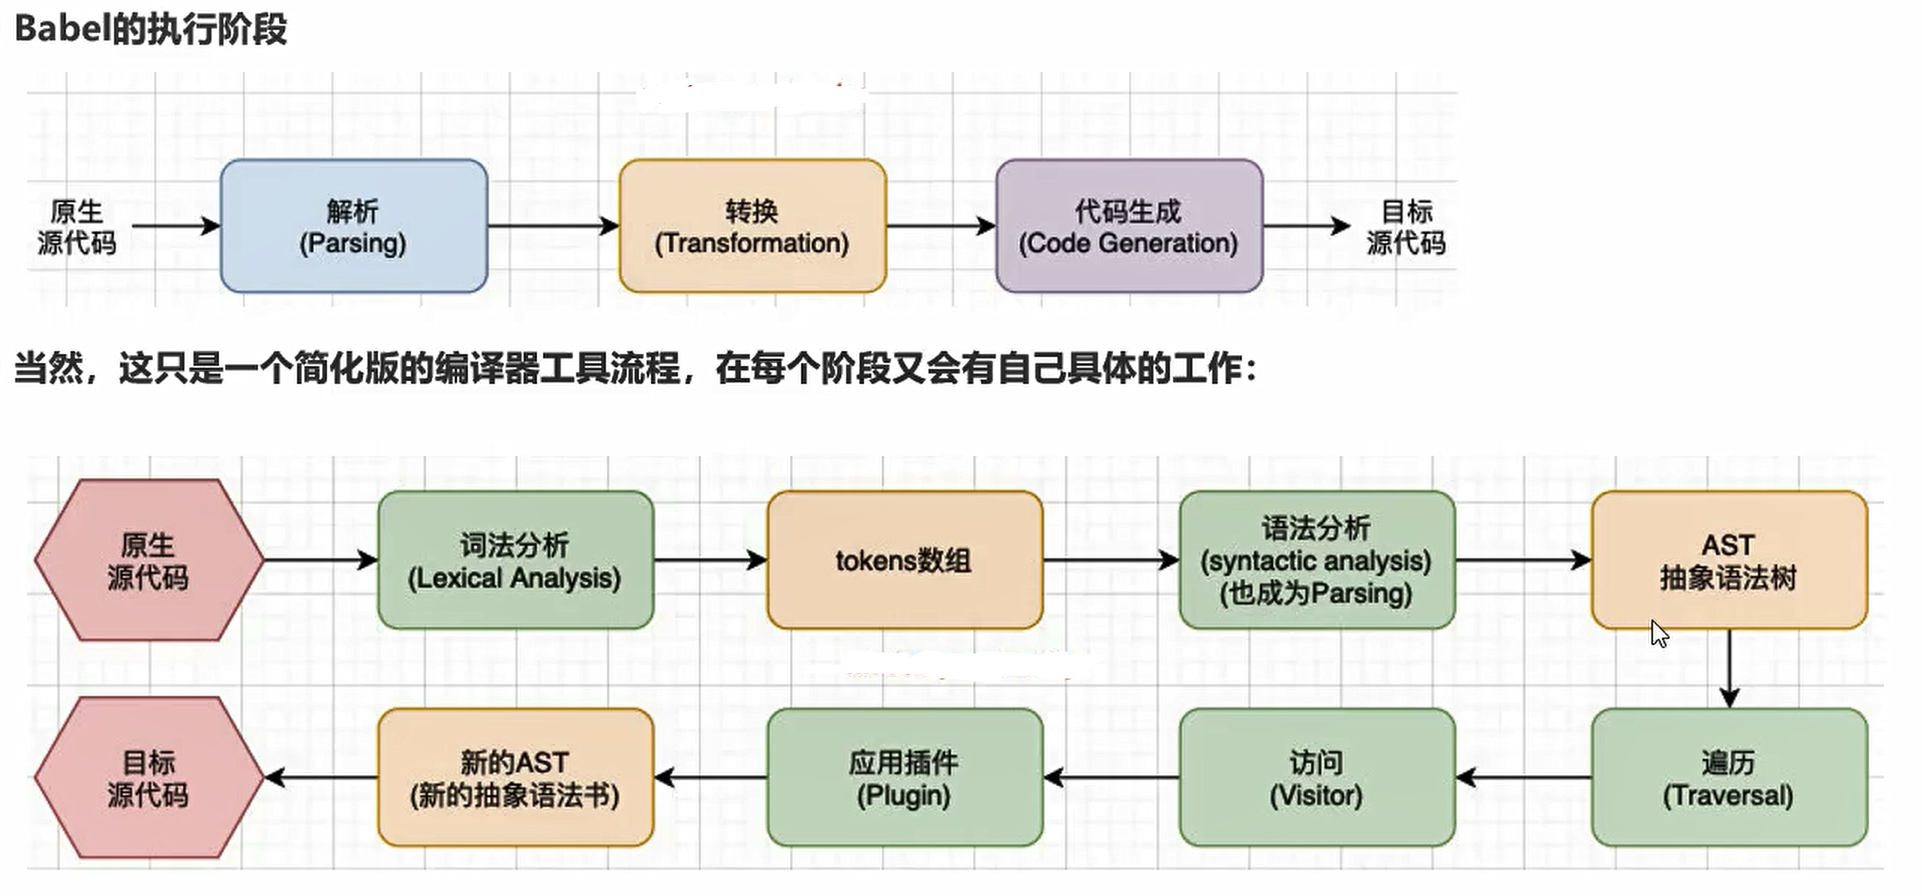 Babel的执行阶段
原生
源代码
解析
(Parsing)
转换
(Transformation)
代码生成
(Code Generation)
目标
源代码
当然，这只是一个简化版的编译器工具流程，在每个阶段又会有自己具体的工作：
原生
源代码
词法分析
(Lexical Analysis)
tokens数组
语法分析
(syntactic analysis)
(也成为Parsing)
AST
抽象语法树
目标
源代码
新的AST
(新的抽象语法书)
应用插件
(Plugin)
访问
(Visitor)
遍历
(Traversal)